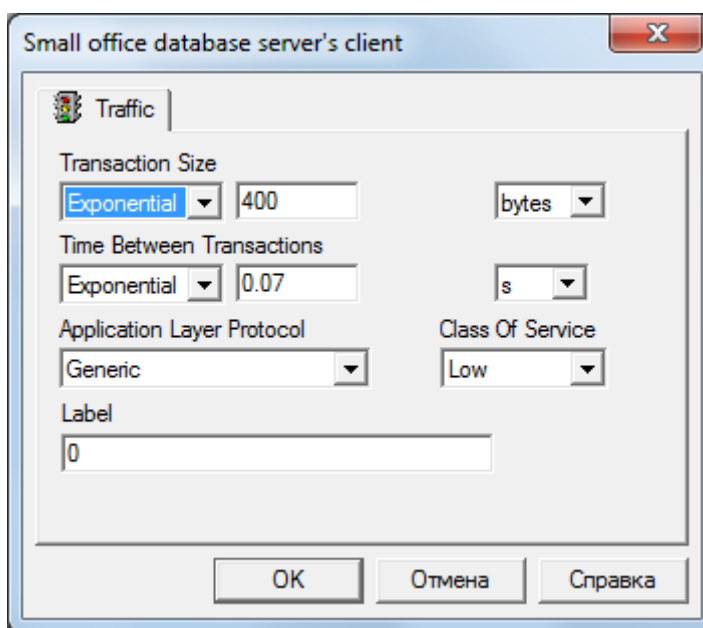 Small office database server's client
Traffic
Transaction Size
Exponential 400 bytes
Time Between Transactions
Exponential 0.07 s
Application Layer Protocol Class Of Service
Generic Low
Label
0
OK Отмена Справка